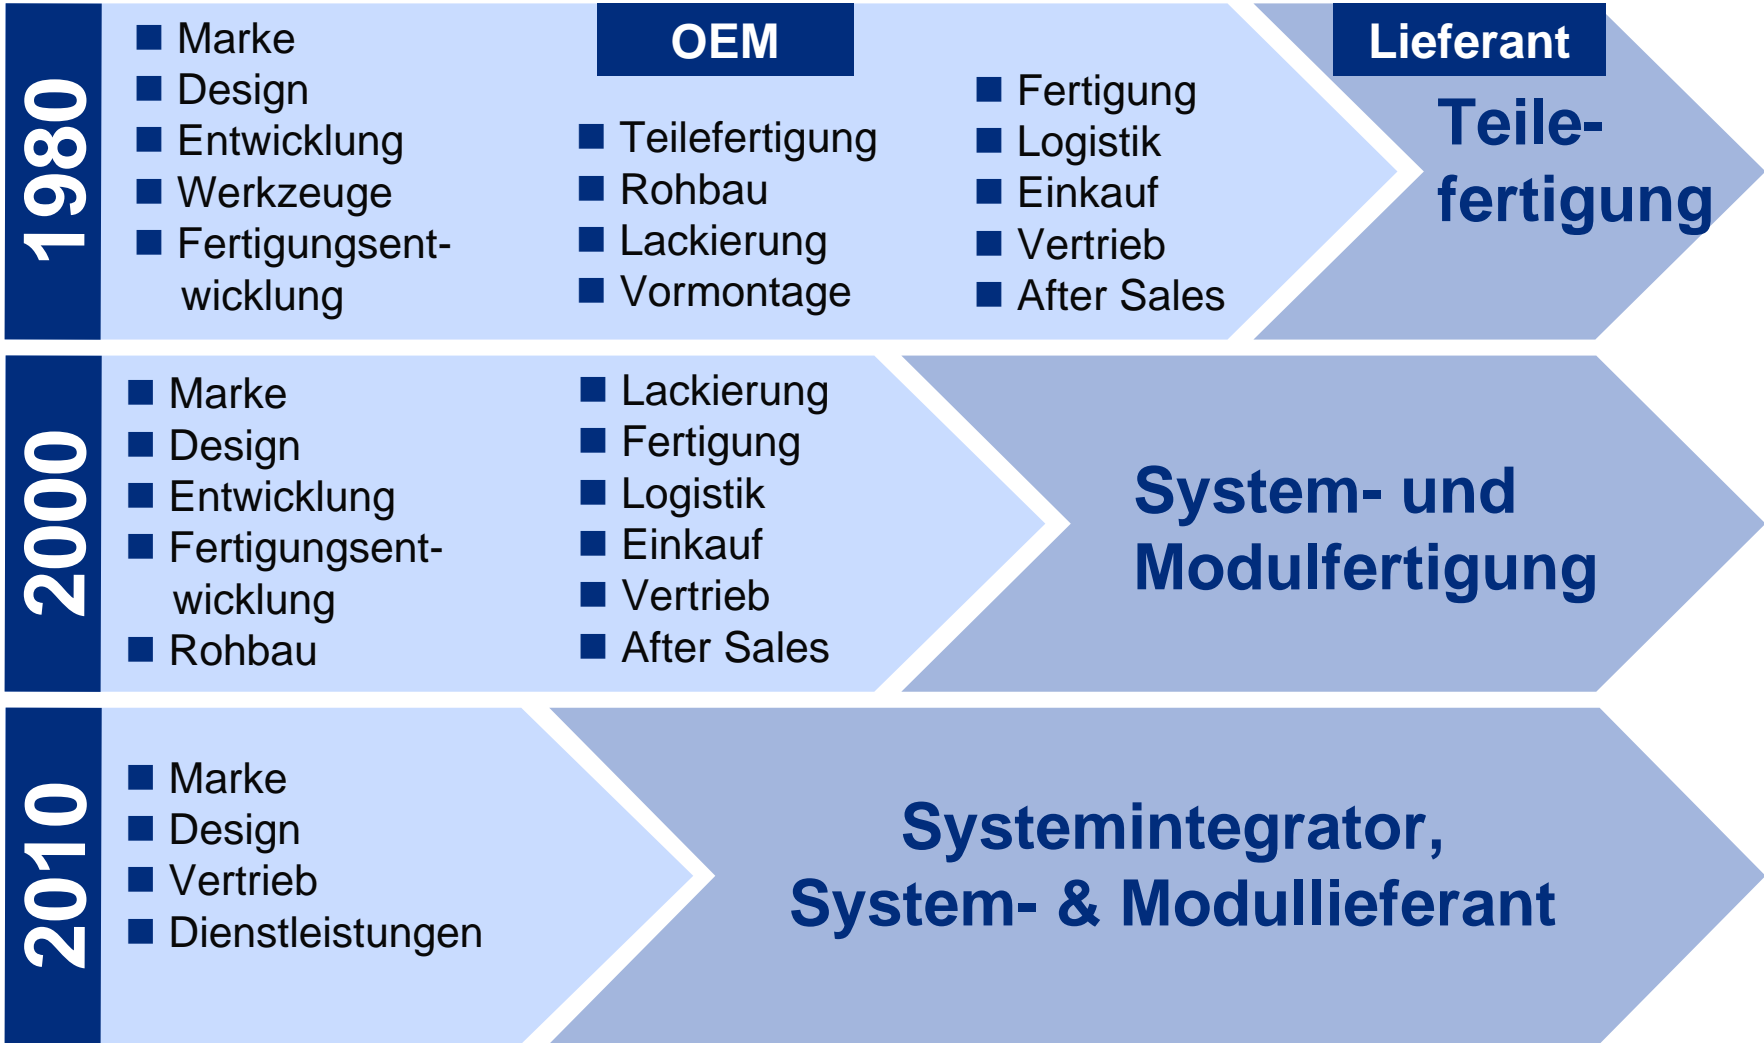 1980
Marke
Design
Entwicklung
Werkzeuge
Fertigungsent-
wicklung
OEM
Teilefertigung
Rohbau
Lackierung
Vormontage
Fertigung
Logistik
Einkauf
Vertrieb
After Sales
Lieferant
Teile-
fertigung
2000
Marke
Design
Entwicklung
Fertigungsent-
wicklung
Rohbau
Lackierung
Fertigung
Logistik
Einkauf
Vertrieb
After Sales
System- und
Modulfertigung
2010
Marke
Design
Vertrieb
Dienstleistungen
Systemintegrator,
System- & Modullieferant